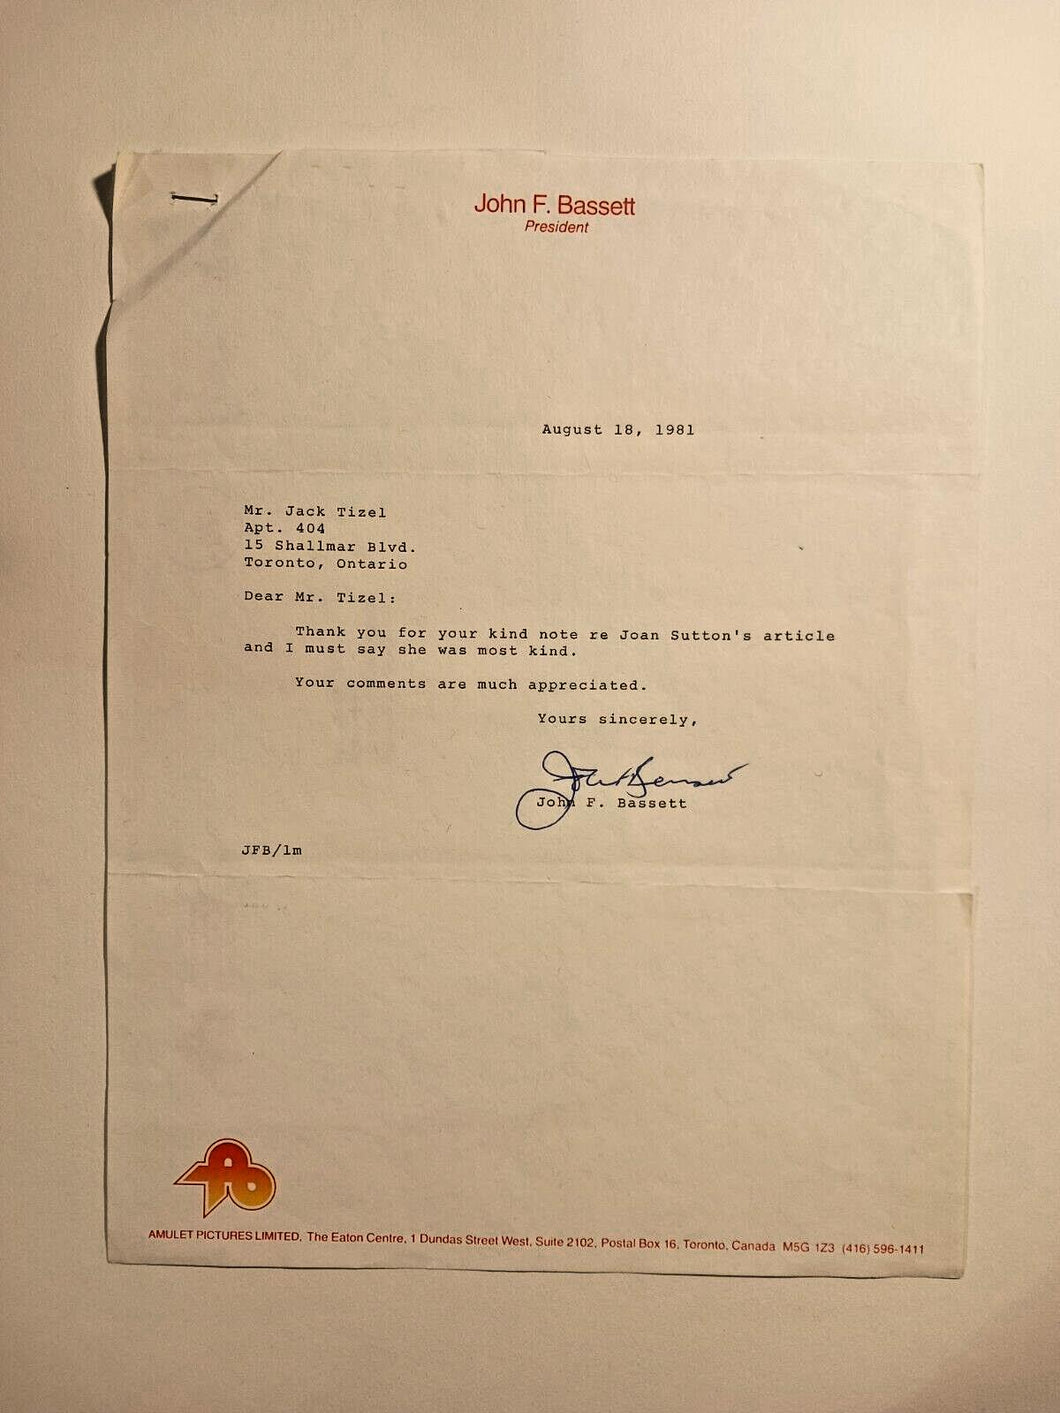 John F. Bassett
President
August 18, 1981
Mr. Jack Tizel
Apt. 404
15 Shallmar Blvd.
Toronto, Ontario
Dear Mr. Tizel:
Thank you for your kind note re Joan Sutton's article
and I must say she was most kind.
Your comments are much appreciated.
Yours sincerely,
John F. Bassett
JFB/lm
AMULET PICTURES LIMITED, The Eaton Centre, 1 Dundas Street West, Suite 2102, Postal Box 16, Toronto, Canada M5G 1Z3 (416) 596-1411